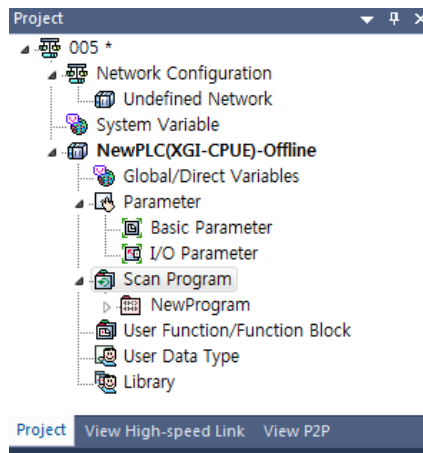 Project
005 *
Network Configuration
Undefined Network
System Variable
NewPLC(XGI-CPUE)-Offline
Global/Direct Variables
Parameter
Basic Parameter
I/O Parameter
Scan Program
NewProgram
User Function/Function Block
User Data Type
Library
Project View High-speed Link View P2P